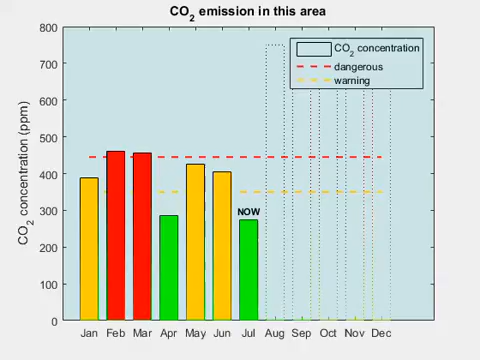 CO2 emission in this area
800
700
600
500
400
300
200
100
0
CO2 concentration (ppm)
CO2 concentration
dangerous
warning
NOW
Jan Feb Mar Apr May Jun Jul Aug Sep Oct Nov Dec